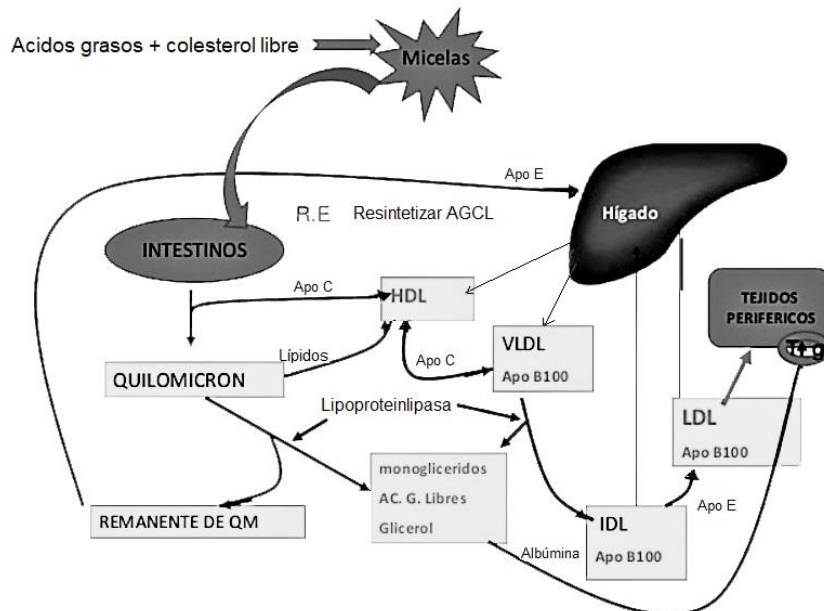 Acidos grasos + colesterol libre
Micelas
Apo E
Hígado
R.E Resintetizar AGCL
INTESTINOS
Apo C
HDL
TEJIDOS
PERIFERICOS
VLDL
Apo B100
Lípidos
Apo C
QUILOMICRON
Lipoproteinlipasa
LDL
Apo B100
monogliceridos
AC. G. Libres
Glicerol
REMANENTE DE QM
IDL
Apo B100
Apo E
Albúmina